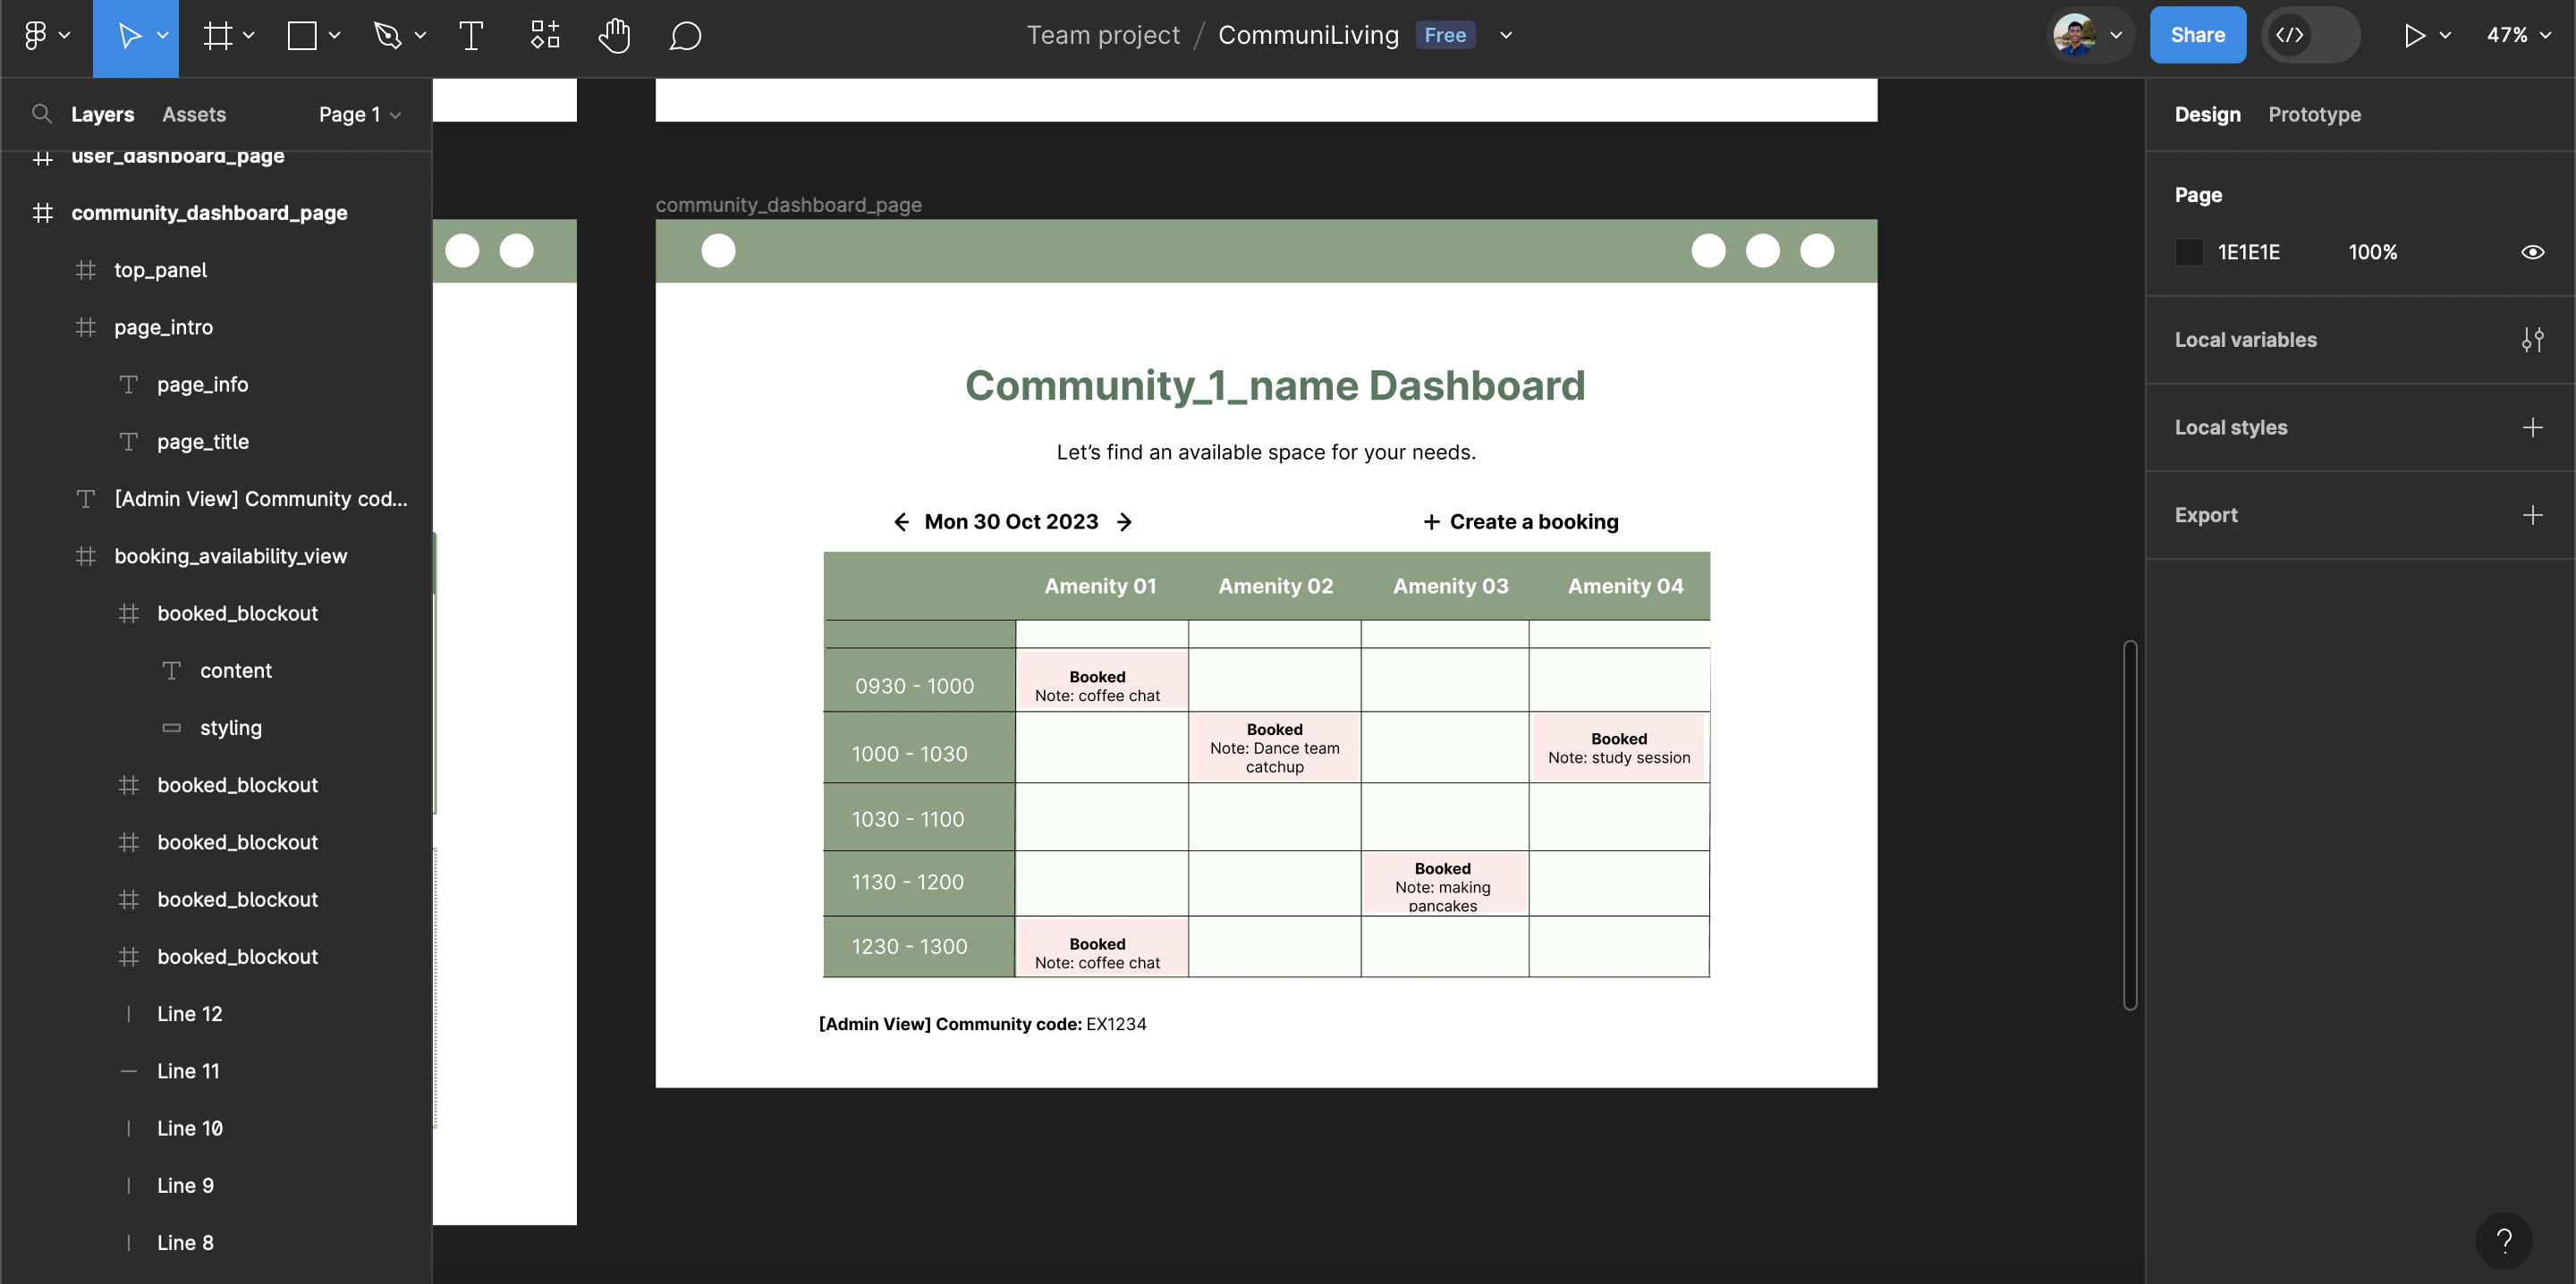 Team project / CommuniLiving Free
Share
47%
Layers Assets Page 1
user_dashboard_page
community_dashboard_page
top_panel
page_intro
page_info
page_title
[Admin View] Community cod...
booking_availability_view
booked_blockout
content
styling
booked_blockout
booked_blockout
booked_blockout
booked_blockout
Line 12
Line 11
Line 10
Line 9
Line 8
community_dashboard_page
Community_1_name Dashboard
Let’s find an available space for your needs.
← Mon 30 Oct 2023 →
+ Create a booking
Amenity 01 Amenity 02 Amenity 03 Amenity 04
0930 - 1000
Booked
Note: coffee chat
1000 - 1030
Booked
Note: Dance team
catchup
Booked
Note: study session
1030 - 1100
1130 - 1200
Booked
Note: making
pancakes
1230 - 1300
Booked
Note: coffee chat
[Admin View] Community code: EX1234
Design Prototype
Page
1E1E1E 100%
Local variables
Local styles
Export
?